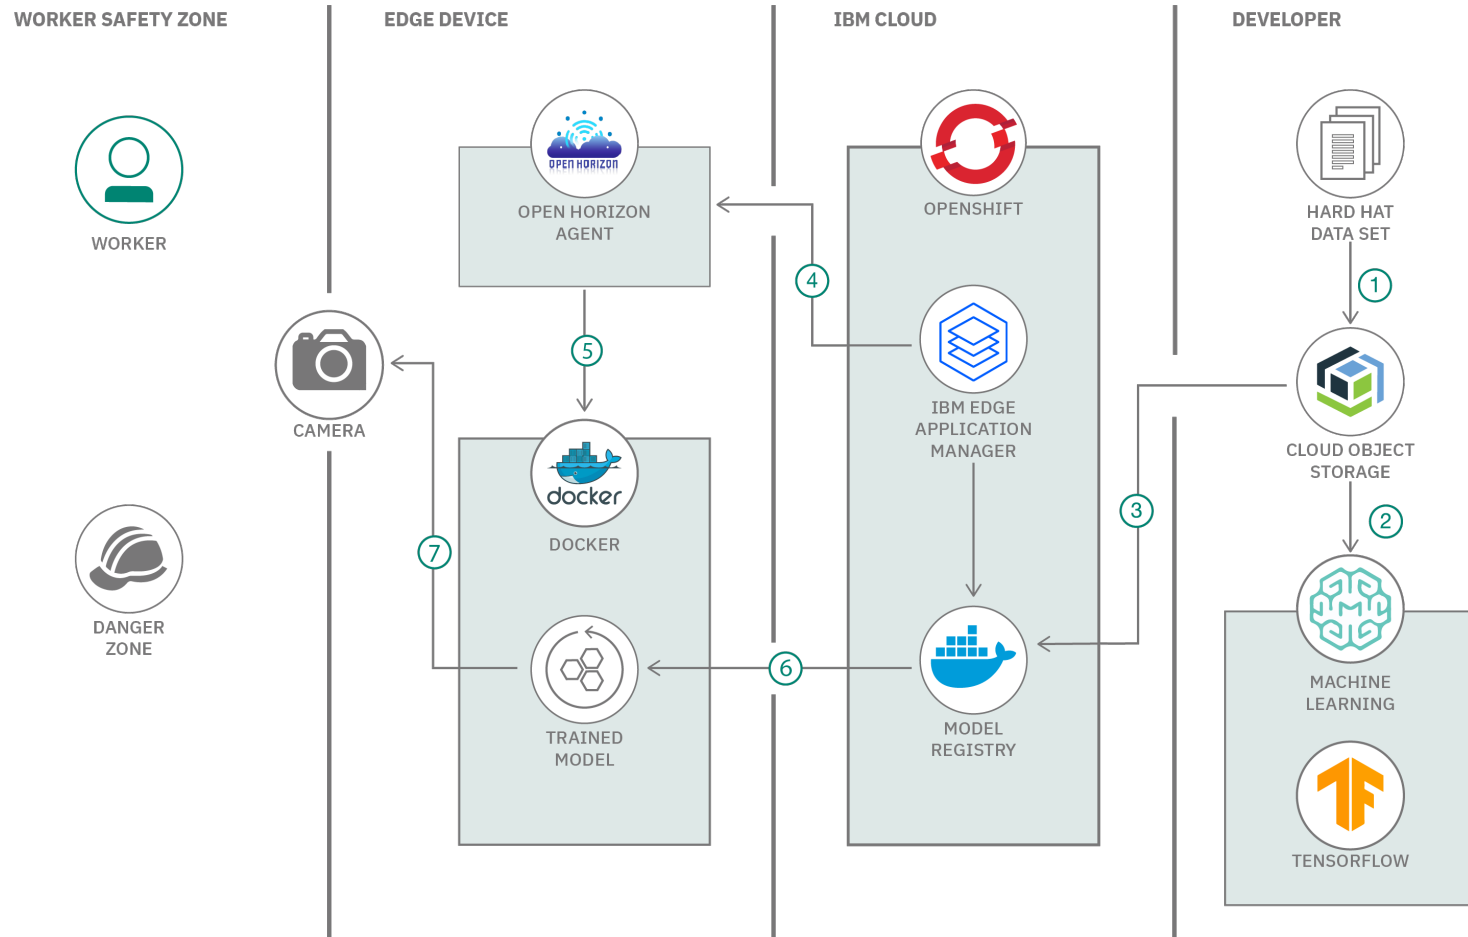 WORKER SAFETY ZONE
EDGE DEVICE
IBM CLOUD
DEVELOPER
WORKER
CAMERA
DANGER
ZONE
OPEN HORIZON
OPEN HORIZON
AGENT
5
docker
DOCKER
7
TRAINED
MODEL
4
6
OPENSHIFT
IBM EDGE
APPLICATION
MANAGER
MODEL
REGISTRY
3
HARD HAT
DATA SET
1
CLOUD OBJECT
STORAGE
2
MACHINE
LEARNING
TENSORFLOW